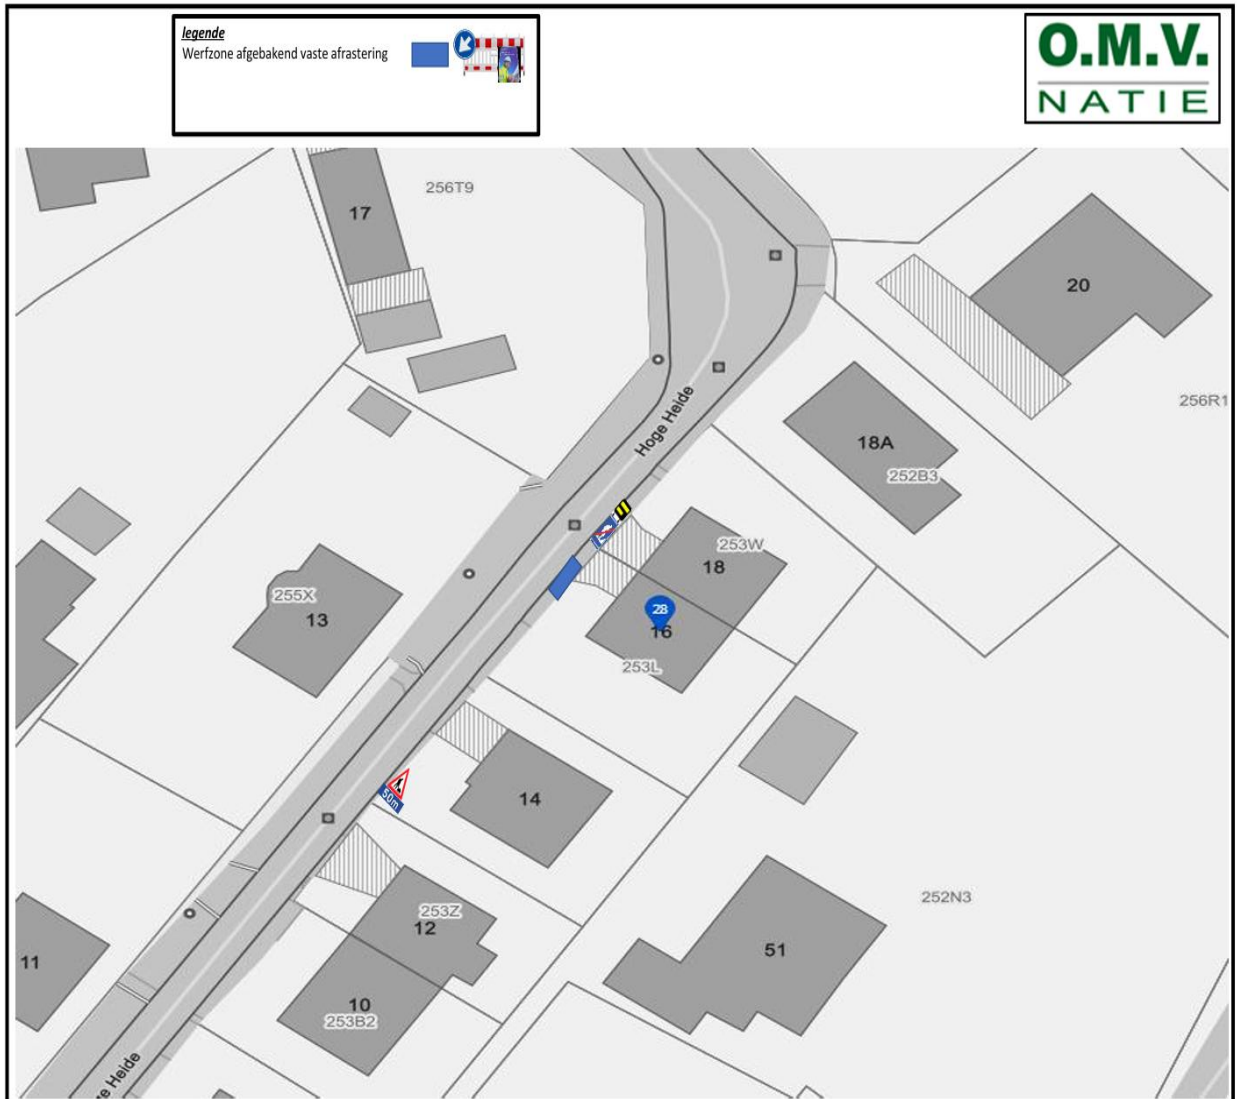 legende
Werfzone afgebakend vaste afrastering
O.M.V.
NATIE
256T9
17
20
256R1
Hoge Heide
18A
252B3
253W
18
255X
13
28
16
253L
50m
14
252N3
253Z
12
51
11
10
253B2
e Heide